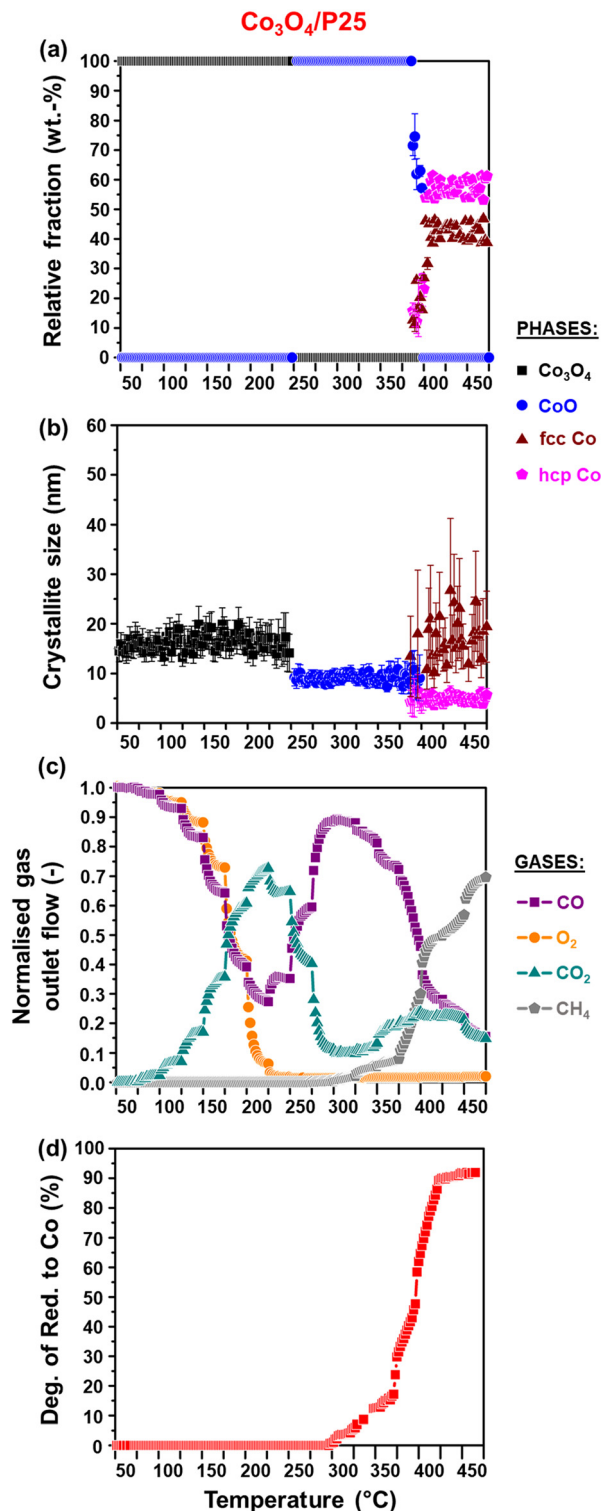 Co₃O₄/P25
(a)
Relative fraction (wt.-%)
100
90
80
70
60
50
40
30
20
10
0
50 100 150 200 250 300 350 400 450
PHASES:
Co₃O₄
CoO
fcc Co
hcp Co
(b)
Crystallite size (nm)
60
50
40
30
20
10
0
50 100 150 200 250 300 350 400 450
(c)
Normalised gas
outlet flow (-)
1.0
0.9
0.8
0.7
0.6
0.5
0.4
0.3
0.2
0.1
0.0
50 100 150 200 250 300 350 400 450
GASES:
CO
O₂
CO₂
CH₄
(d)
Deg. of Red. to Co (%)
100
90
80
70
60
50
40
30
20
10
0
50 100 150 200 250 300 350 400 450
Temperature (°C)